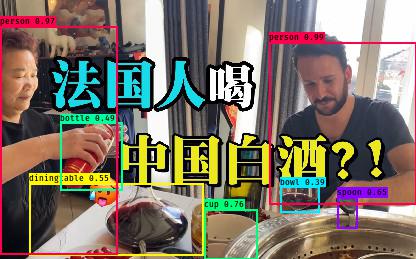 person 0.97
person 0.99
法国人喝
bottle 0.49
中国白酒?!
dining table 0.55
bowl 0.39
spoon 0.65
cup 0.76